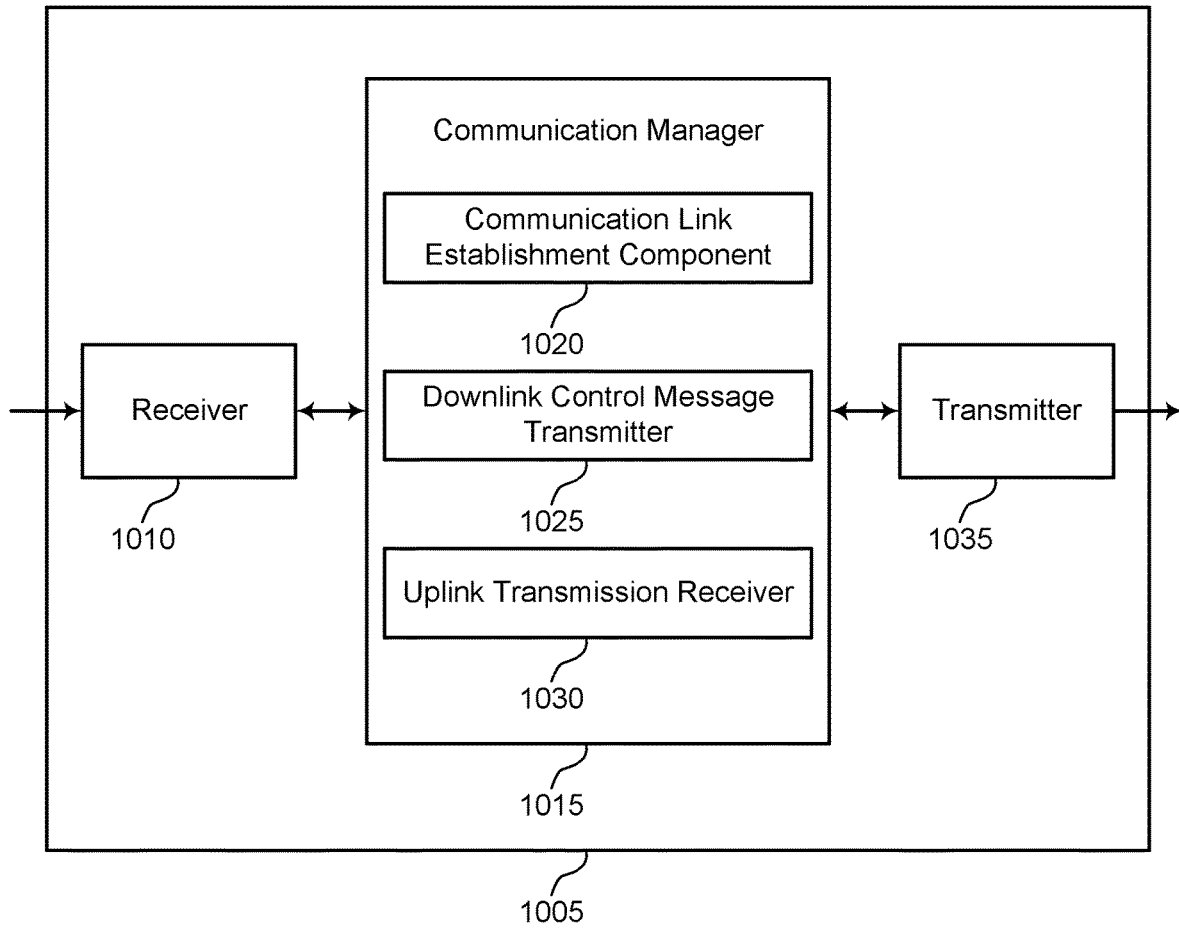 Communication Manager
Communication Link
Establishment Component
1020
Receiver
1010
Downlink Control Message
Transmitter
1025
Transmitter
1035
Uplink Transmission Receiver
1030
1015
1005